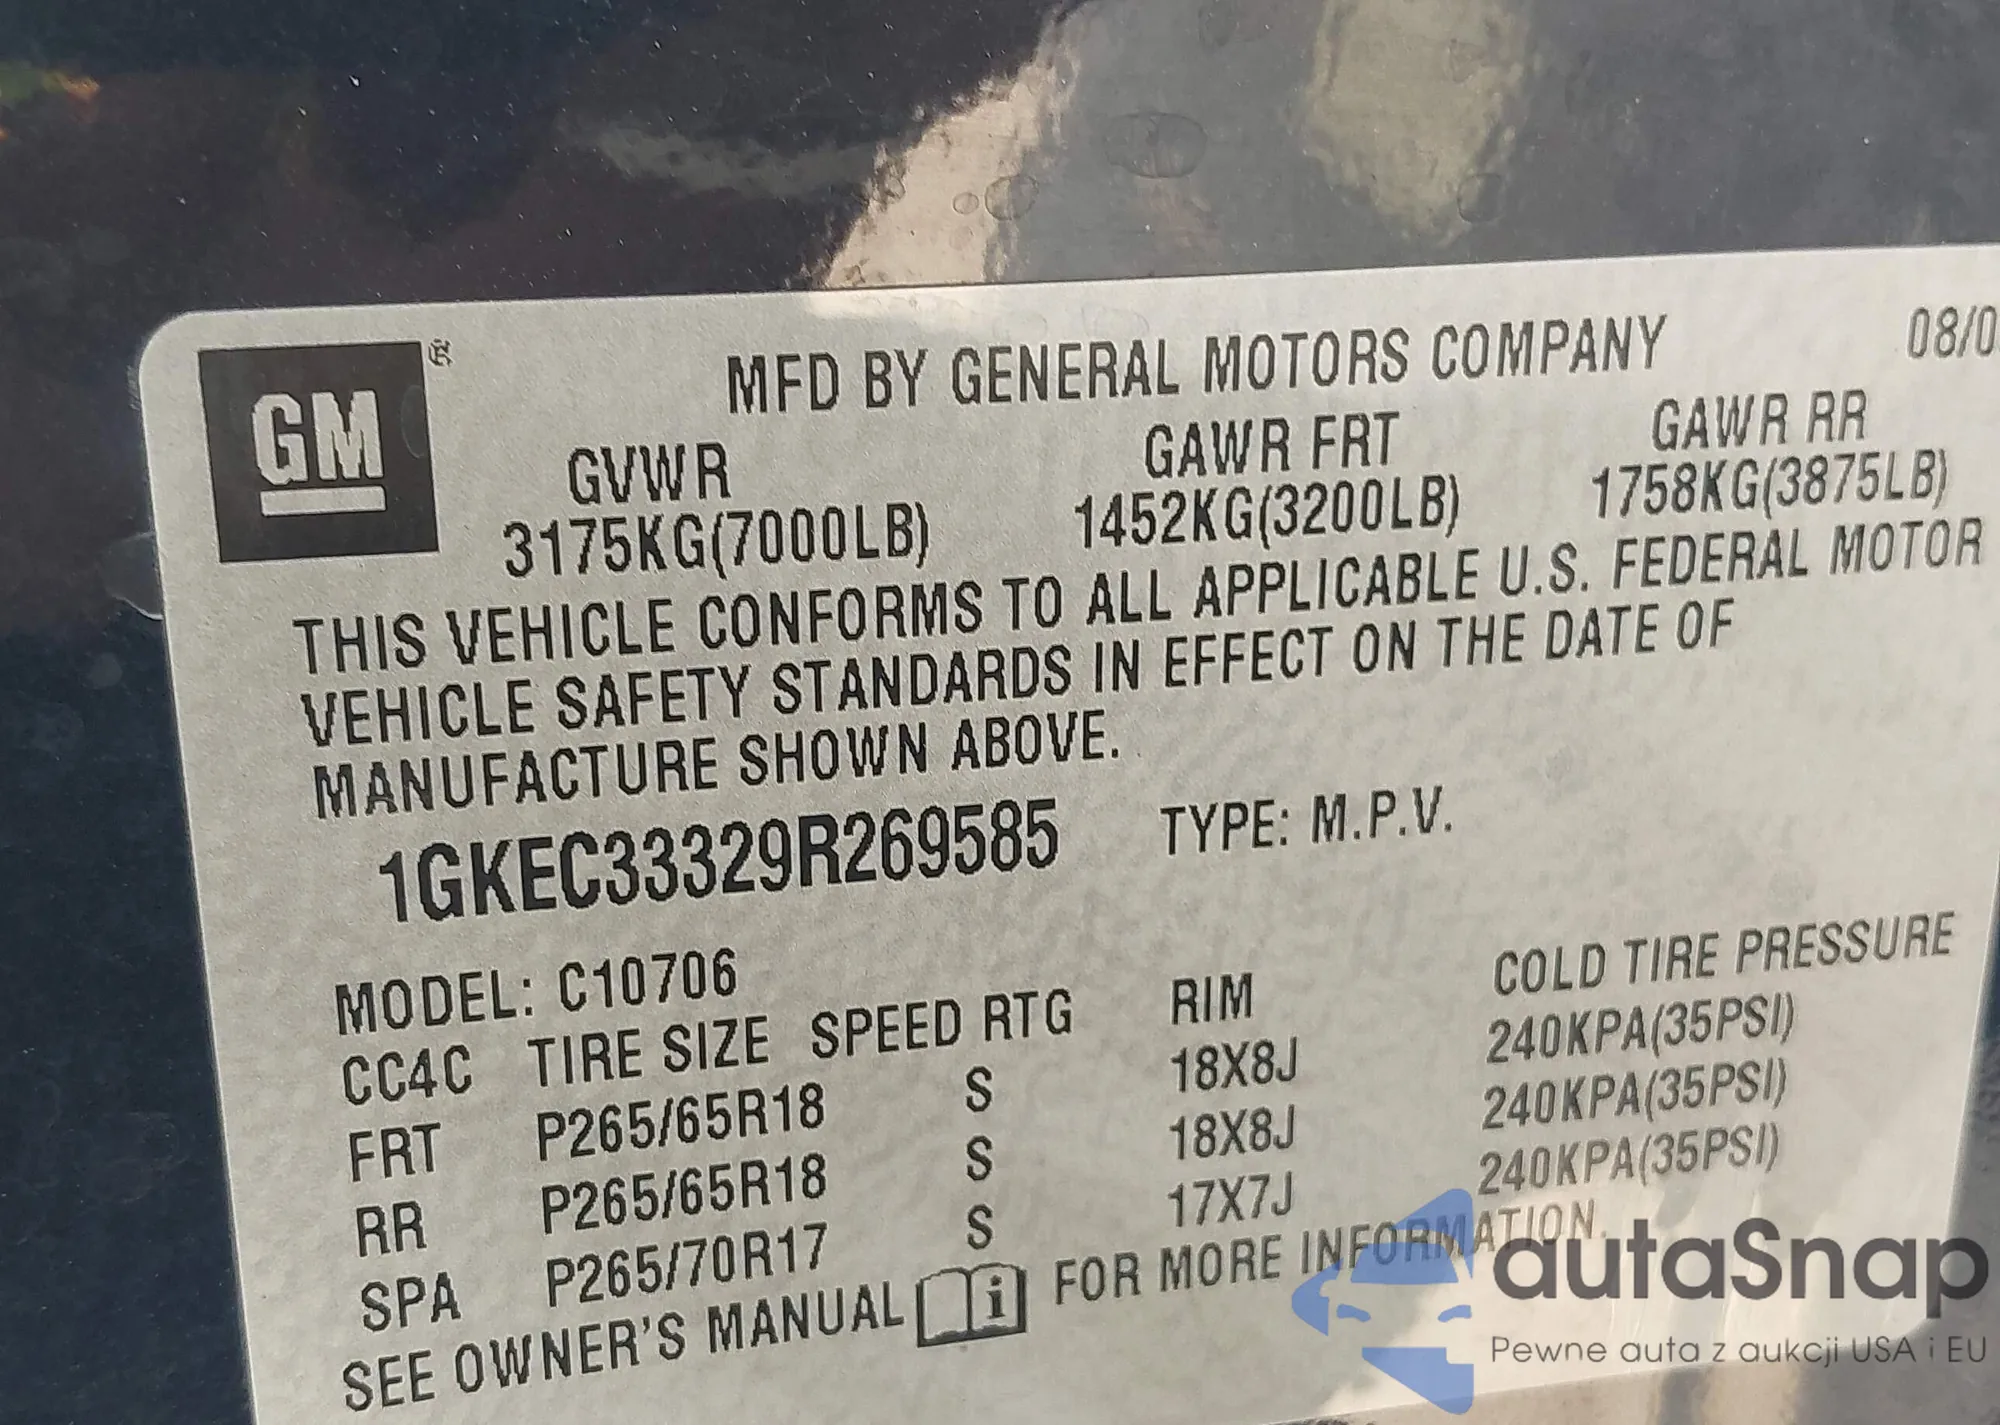 GM®
MFD BY GENERAL MOTORS COMPANY 08/0
GVWR GAWR FRT GAWR RR
3175KG(7000LB) 1452KG(3200LB) 1758KG(3875LB)
THIS VEHICLE CONFORMS TO ALL APPLICABLE U.S. FEDERAL MOTOR
VEHICLE SAFETY STANDARDS IN EFFECT ON THE DATE OF
MANUFACTURE SHOWN ABOVE.
1GKEC33329R269585 TYPE: M.P.V.
MODEL: C10706
CC4C TIRE SIZE SPEED RTG RIM COLD TIRE PRESSURE
FRT P265/65R18 S 18X8J 240KPA(35PSI)
RR P265/65R18 S 18X8J 240KPA(35PSI)
SPA P265/70R17 S 17X7J 240KPA(35PSI)
SEE OWNER'S MANUAL i FOR MORE INFORMATION.
autaSnap
Pewne auta z aukcji USA i EU